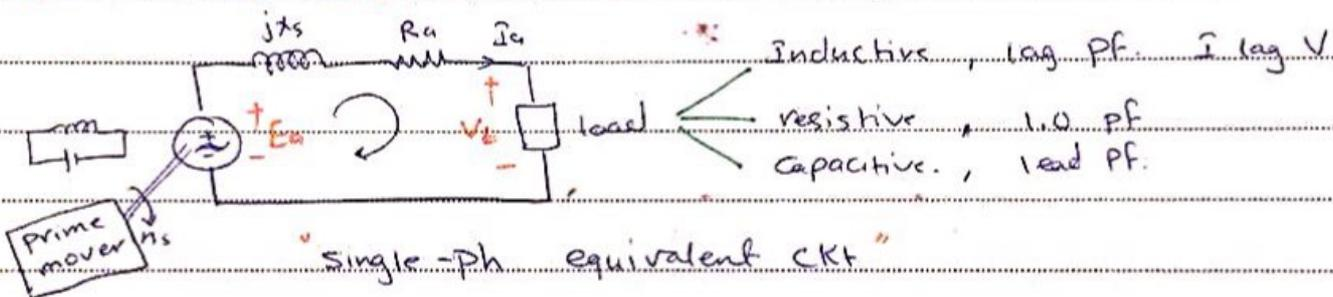 jxs Ra Ia
Inductive, lag pf. I lag V
+ Ea - + Vt - load resistive, 1.0 pf
capacitive., lead pf.
prime mover ns
"single-ph equivalent ckt"